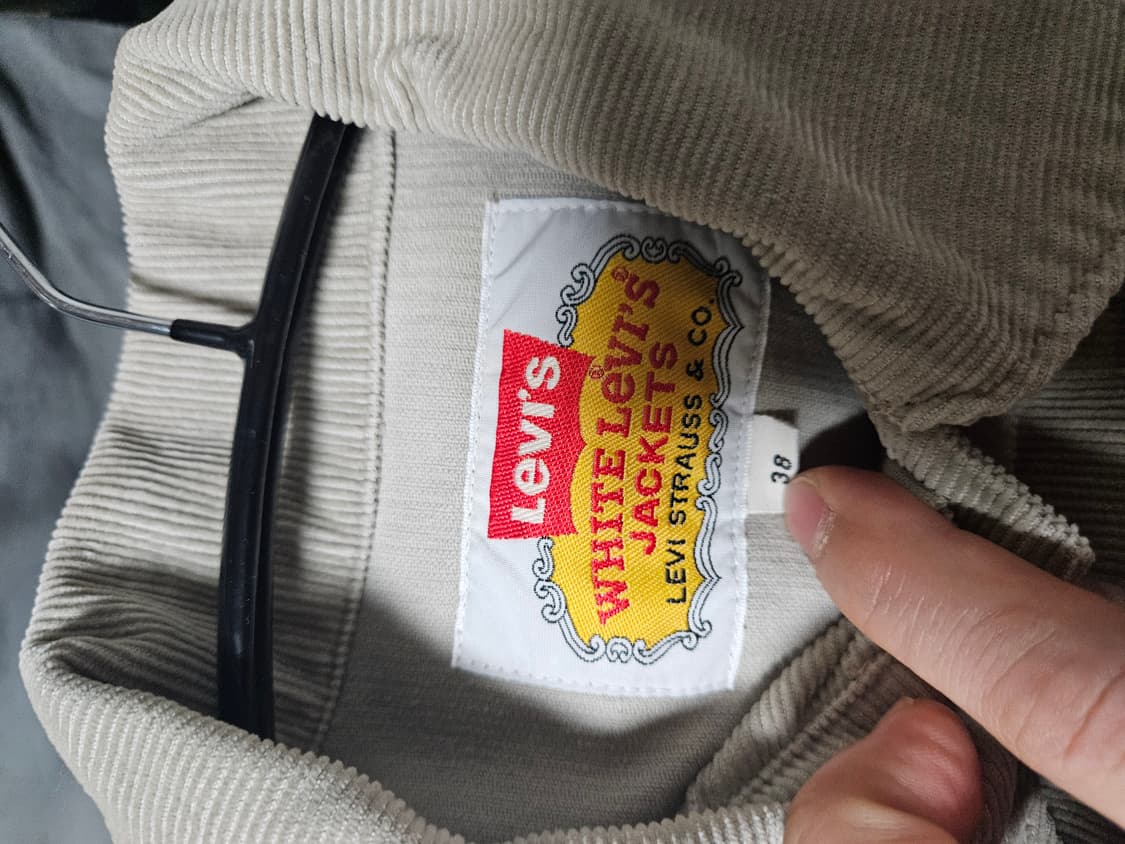 Levi's
®
WHITE LEVI'S®
JACKETS
LEVI STRAUSS & CO.
38